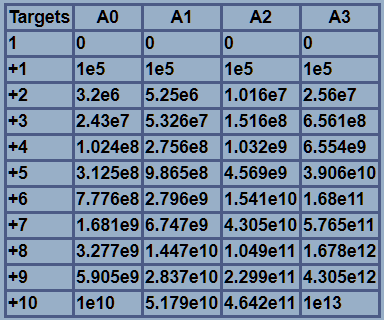 Targets A0 A1 A2 A3
1 0 0 0 0
+1 1e5 1e5 1e5 1e5
+2 3.2e6 5.25e6 1.016e7 2.56e7
+3 2.43e7 5.326e7 1.516e8 6.561e8
+4 1.024e8 2.756e8 1.032e9 6.554e9
+5 3.125e8 9.865e8 4.569e9 3.906e10
+6 7.776e8 2.796e9 1.541e10 1.68e11
+7 1.681e9 6.747e9 4.305e10 5.765e11
+8 3.277e9 1.447e10 1.049e11 1.678e12
+9 5.905e9 2.837e10 2.299e11 4.305e12
+10 1e10 5.179e10 4.642e11 1e13